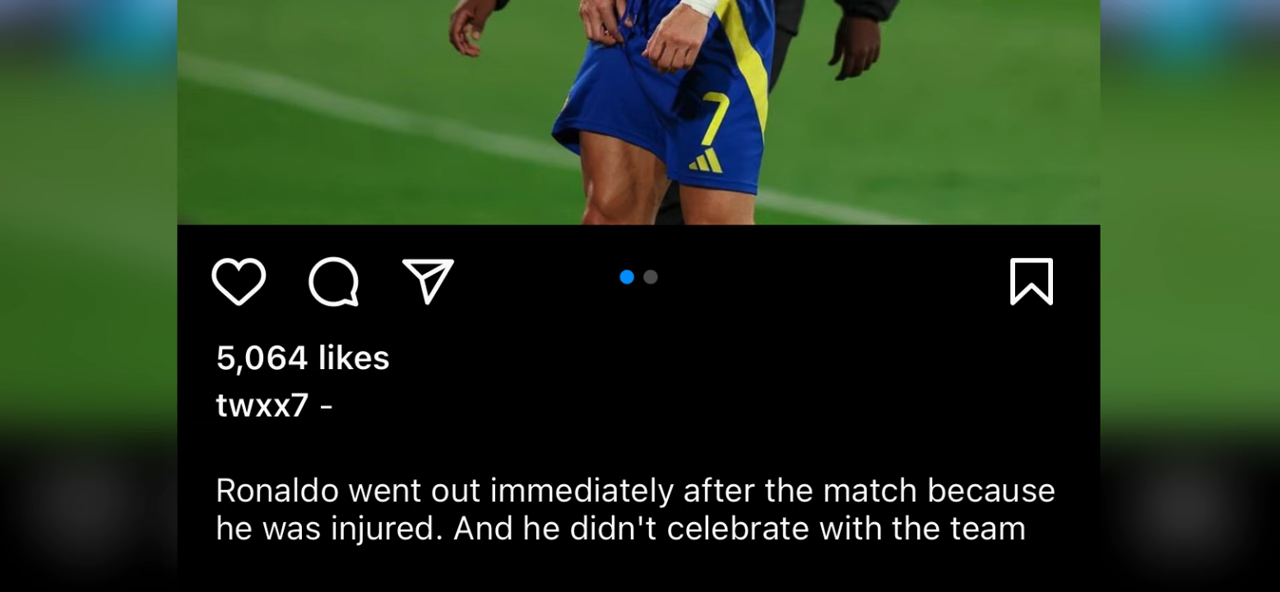 7
5,064 likes
twxx7 -
Ronaldo went out immediately after the match because
he was injured. And he didn't celebrate with the team